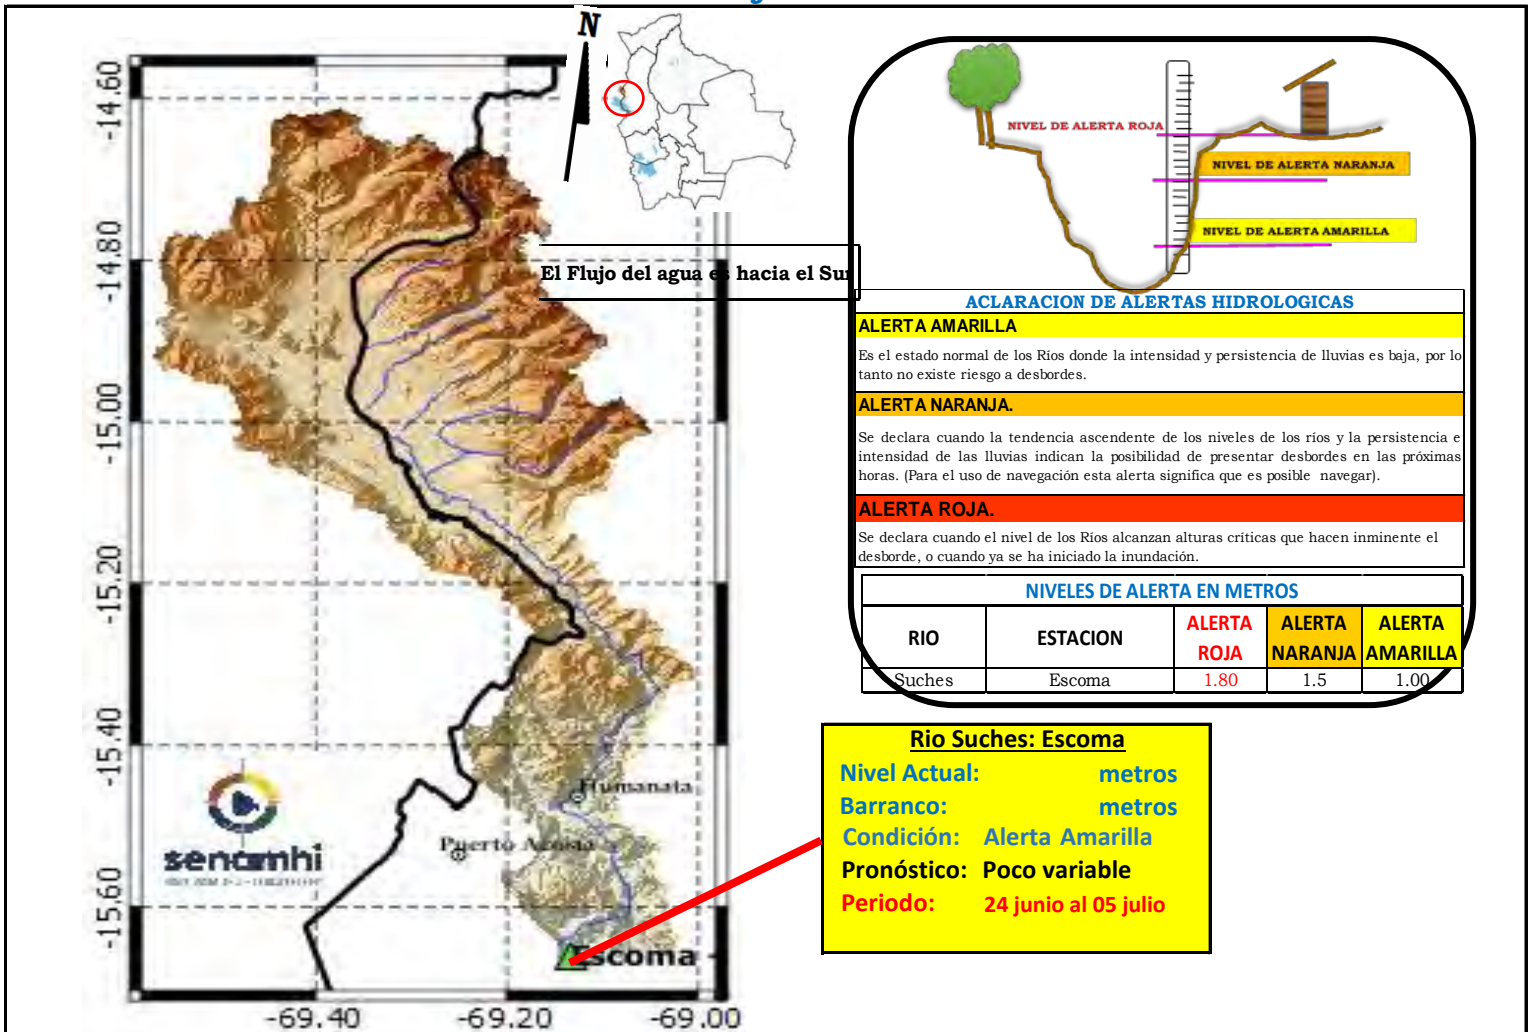 N
-14.60
-14.80
-15.00
-15.20
-15.40
-15.60
-69.40
-69.20
-69.00
El Flujo del agua es hacia el Sur
Humanata
Puerto Acosta
Escoma
senamhi
NIVEL DE ALERTA ROJA
NIVEL DE ALERTA NARANJA
NIVEL DE ALERTA AMARILLA
ACLARACION DE ALERTAS HIDROLOGICAS
ALERTA AMARILLA
Es el estado normal de los Ríos donde la intensidad y persistencia de lluvias es baja, por lo
tanto no existe riesgo a desbordes.
ALERTA NARANJA.
Se declara cuando la tendencia ascendente de los niveles de los ríos y la persistencia e
intensidad de las lluvias indican la posibilidad de presentar desbordes en las próximas
horas. (Para el uso de navegación esta alerta significa que es posible navegar).
ALERTA ROJA.
Se declara cuando el nivel de los Ríos alcanzan alturas críticas que hacen inminente el
desborde, o cuando ya se ha iniciado la inundación.
NIVELES DE ALERTA EN METROS
RIO ESTACION ALERTA ROJA ALERTA NARANJA ALERTA AMARILLA
Suches Escoma 1.80 1.5 1.00
Rio Suches: Escoma
Nivel Actual: metros
Barranco: metros
Condición: Alerta Amarilla
Pronóstico: Poco variable
Periodo: 24 junio al 05 julio